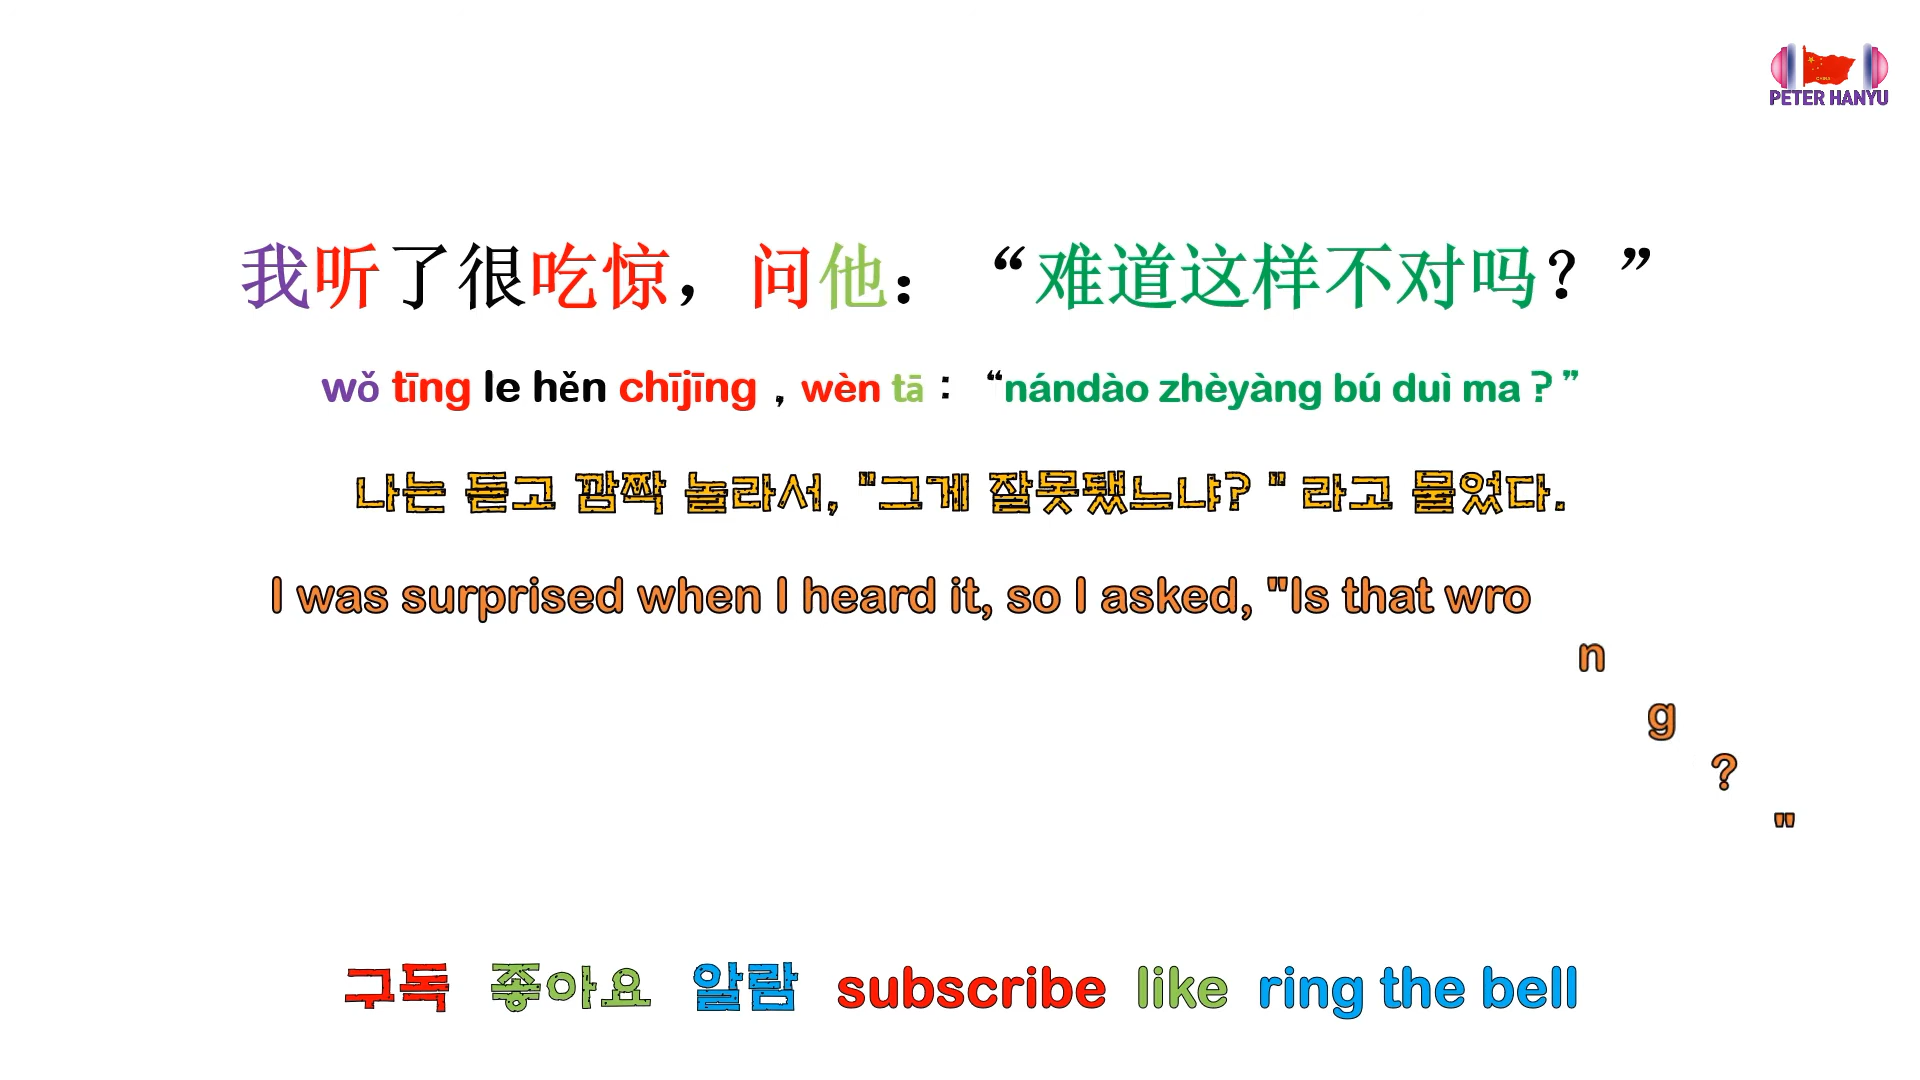 PETER HANYU
我听了很吃惊，问他：“难道这样不对吗？”
wǒ tīng le hěn chījīng，wèn tā：“nándào zhèyàng bú duì ma？”
나는 듣고 깜짝 놀라서, "그게 잘못됐느냐? " 라고 물었다.
I was surprised when I heard it, so I asked, "Is that wrong?"
구독 좋아요 알람 subscribe like ring the bell